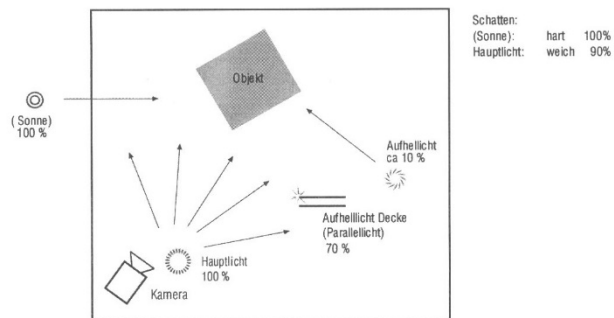 Schatten:
(Sonne): hart 100%
Hauptlicht: weich 90%
Objekt
(Sonne)
100 %
Aufhellicht
ca 10 %
Aufhelllicht Decke
(Parallellicht)
70 %
Hauptlicht
100 %
Kamera